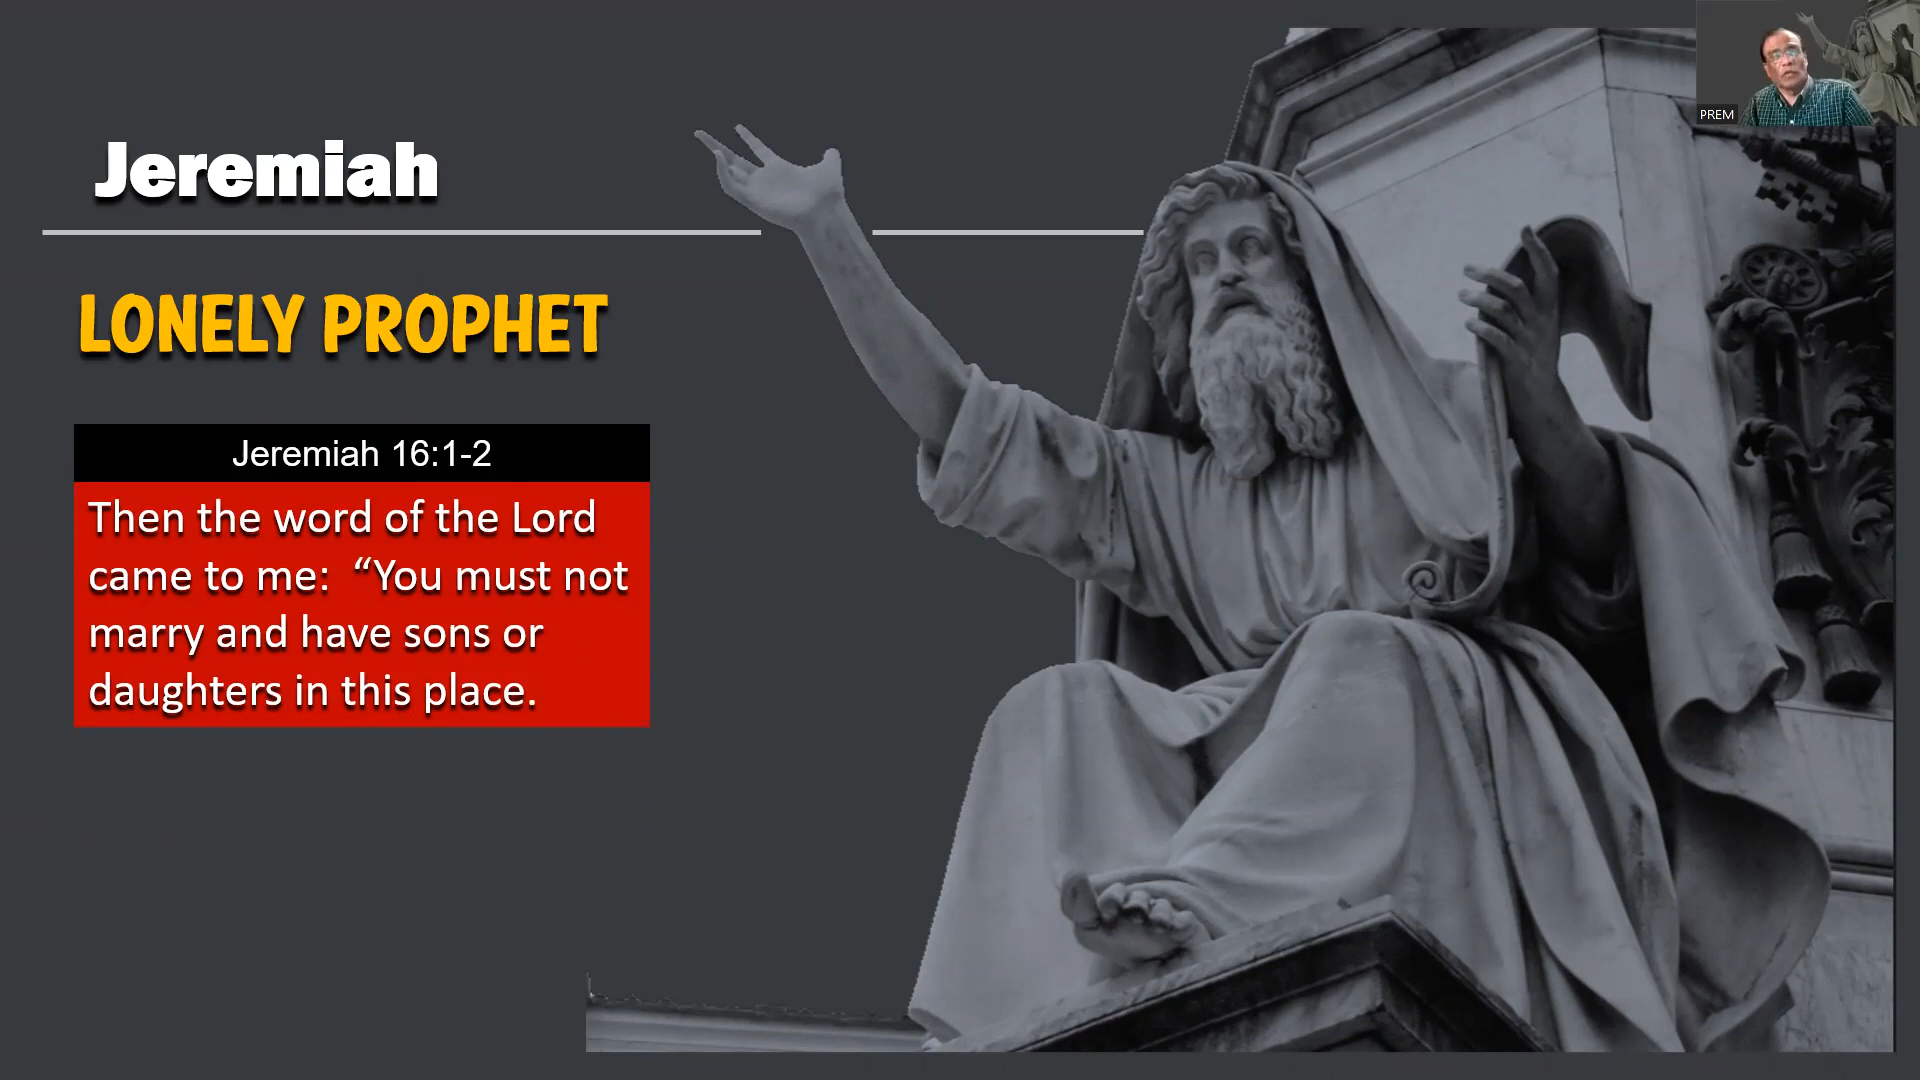 PREM
Jeremiah
LONELY PROPHET
Jeremiah 16:1-2
Then the word of the Lord
came to me:  “You must not
marry and have sons or
daughters in this place.